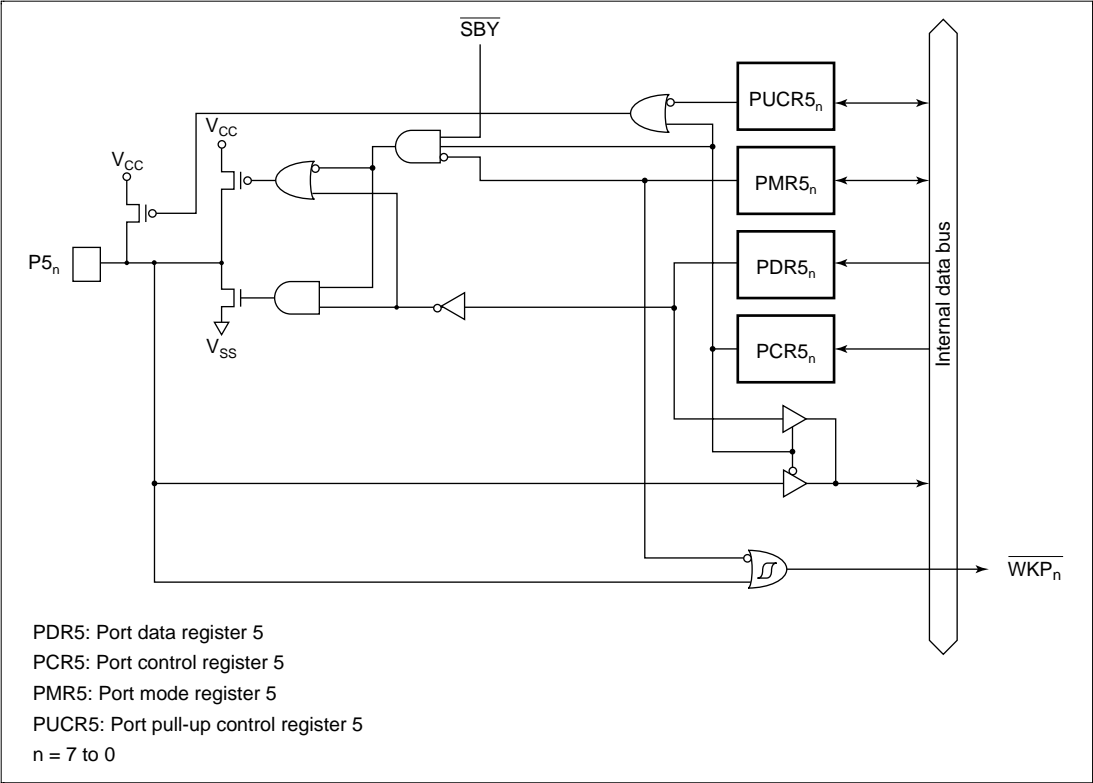 SBY
PUCR5n
VCC
VCC
PMR5n
P5n
PDR5n
Internal data bus
VSS
PCR5n
WKPn
PDR5: Port data register 5
PCR5: Port control register 5
PMR5: Port mode register 5
PUCR5: Port pull-up control register 5
n = 7 to 0